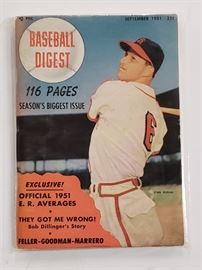 SEPTEMBER 1951 25¢
BASEBALL
DIGEST
116 PAGES
SEASON'S BIGGEST ISSUE
EXCLUSIVE!
OFFICIAL 1951
E. R. AVERAGES
THEY GOT ME WRONG!
Bob Dillinger's Story
FELLER-GOODMAN-MARRERO